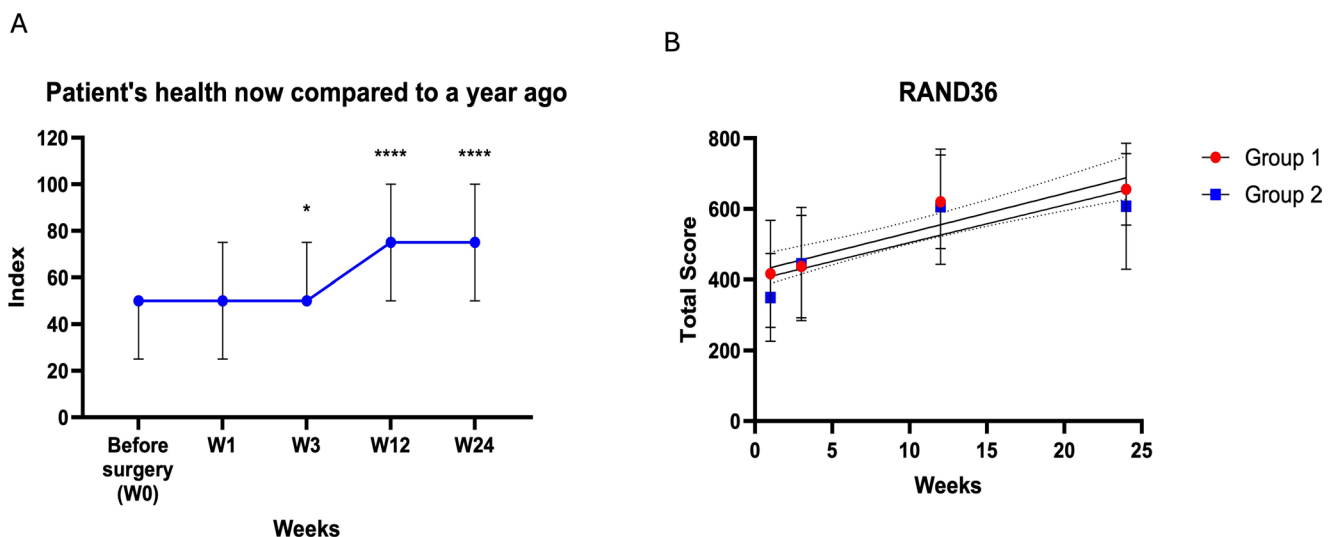 A
Patient's health now compared to a year ago
120
100
80
60
40
20
0
Index
*
****
****
Before
surgery
(W0)
W1
W3
W12
W24
Weeks
B
RAND36
800
600
400
200
0
Total Score
0
5
10
15
20
25
Weeks
Group 1
Group 2